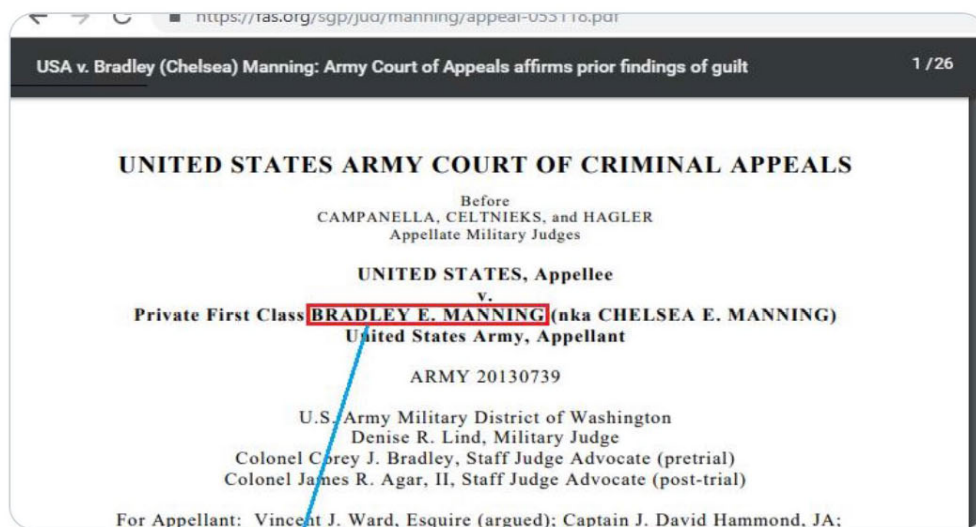 https://fas.org/sgp/jud/manning/appeal-053118.pdf
USA v. Bradley (Chelsea) Manning: Army Court of Appeals affirms prior findings of guilt
1 / 26
UNITED STATES ARMY COURT OF CRIMINAL APPEALS
Before
CAMPANELLA, CELTNIEKS, and HAGLER
Appellate Military Judges
UNITED STATES, Appellee
v.
Private First Class BRADLEY E. MANNING (nka CHELSEA E. MANNING)
United States Army, Appellant
ARMY 20130739
U.S. Army Military District of Washington
Denise R. Lind, Military Judge
Colonel Corey J. Bradley, Staff Judge Advocate (pretrial)
Colonel James R. Agar, II, Staff Judge Advocate (post-trial)
For Appellant: Vincent J. Ward, Esquire (argued); Captain J. David Hammond, JA;